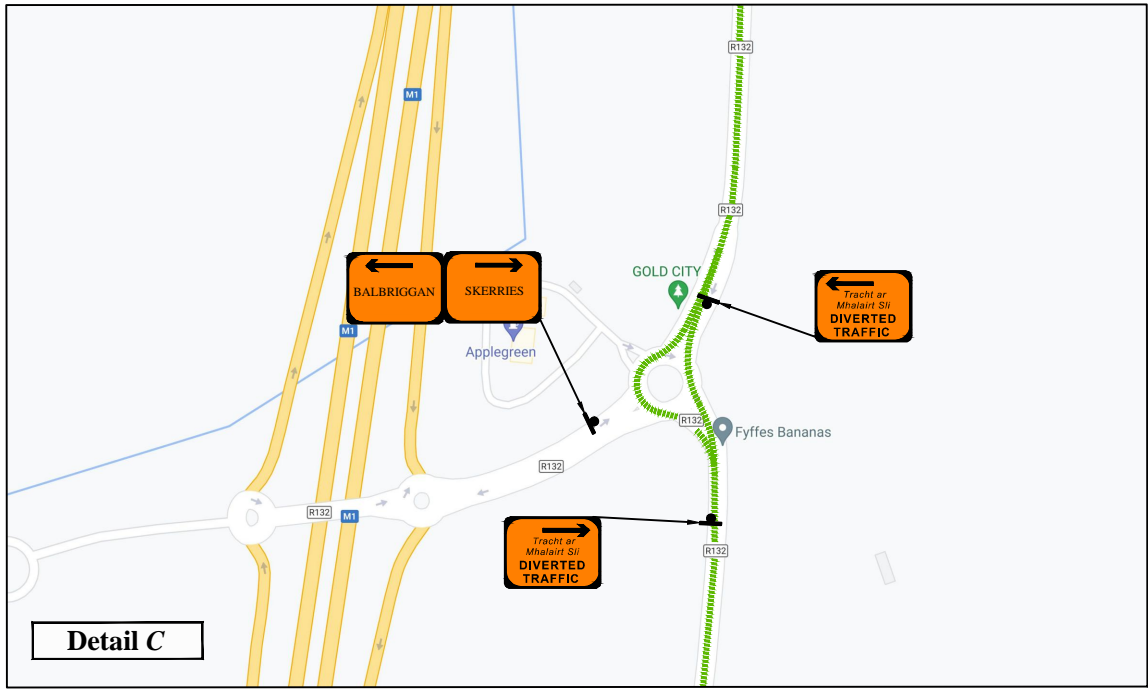 R132
M1
R132
BALBRIGGAN
SKERRIES
GOLD CITY
Tracht ar
Mhalairt Slí
DIVERTED
TRAFFIC
M1
Applegreen
R132
Fyffes Bananas
R132
R132
M1
Tracht ar
Mhalairt Slí
DIVERTED
TRAFFIC
R132
Detail C